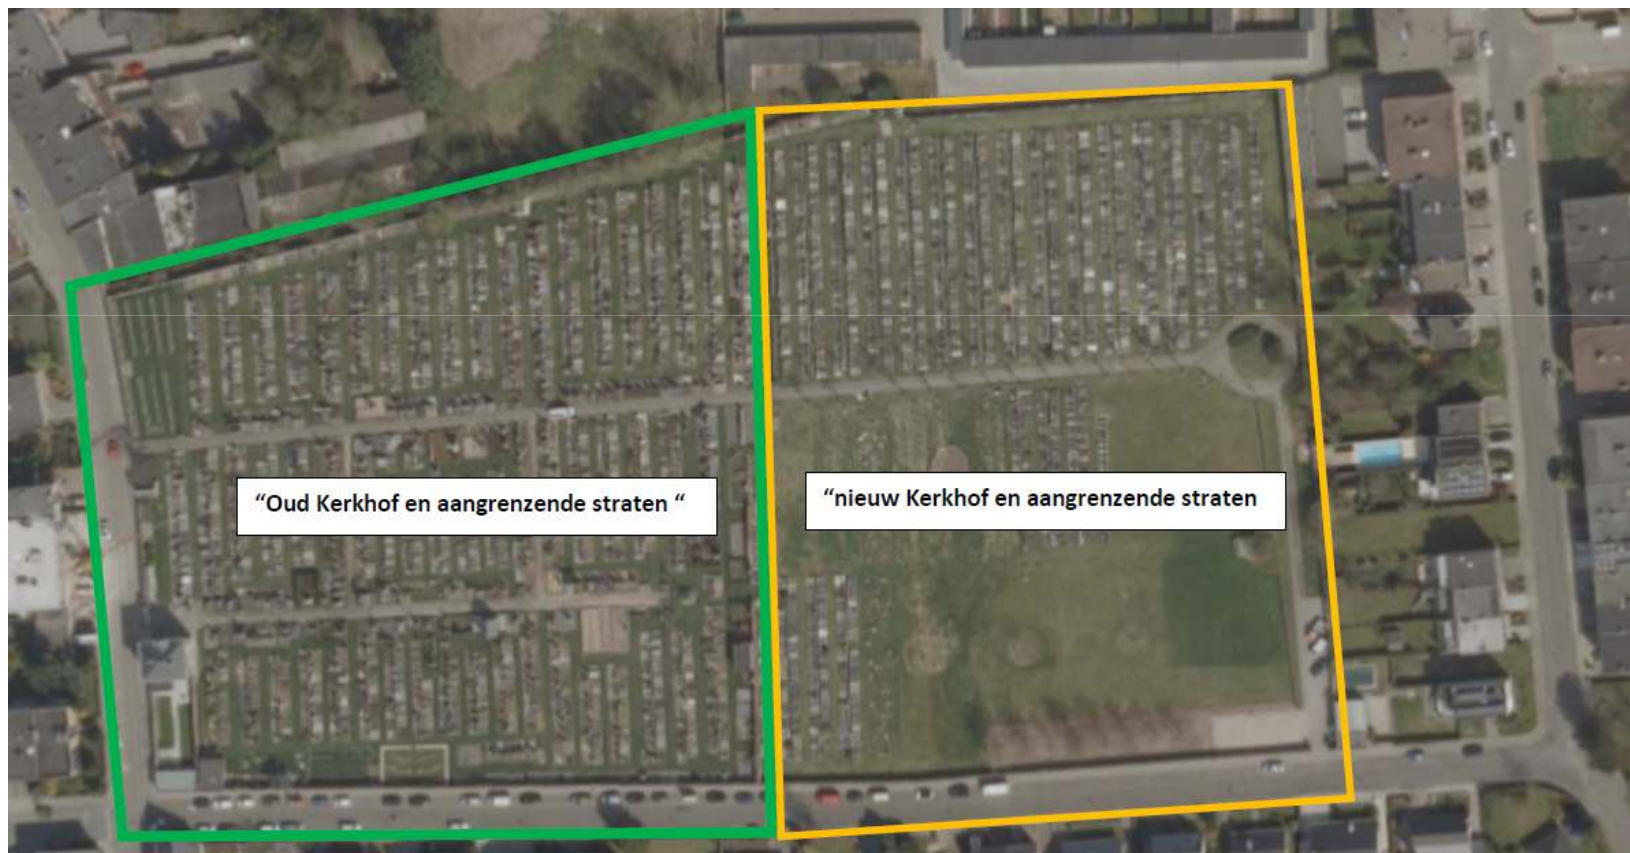 “Oud Kerkhof en aangrenzende straten “
“nieuw Kerkhof en aangrenzende straten